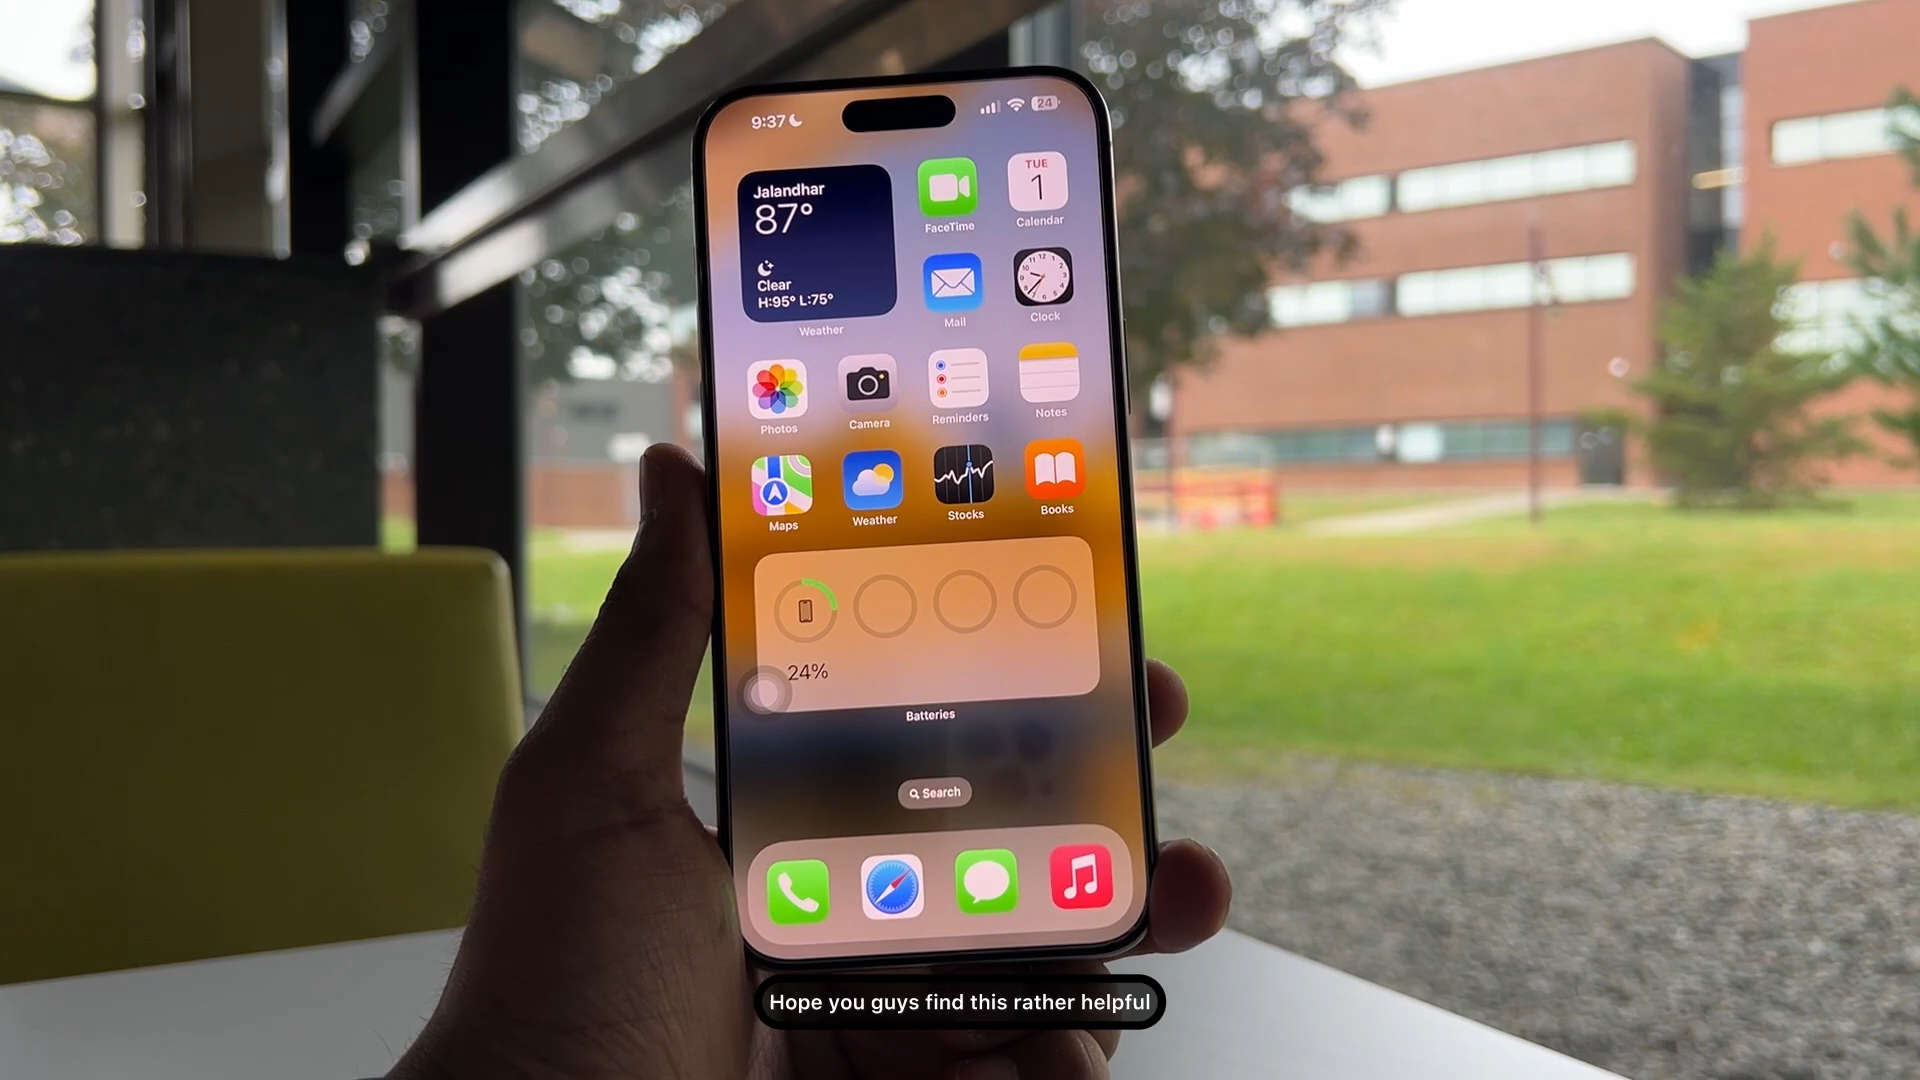 9:37
24
Jalandhar
87°
Clear
H:95° L:75°
Weather
FaceTime
TUE
1
Calendar
Mail
Clock
Photos
Camera
Reminders
Notes
Maps
Weather
Stocks
Books
24%
Batteries
Search
Hope you guys find this rather helpful